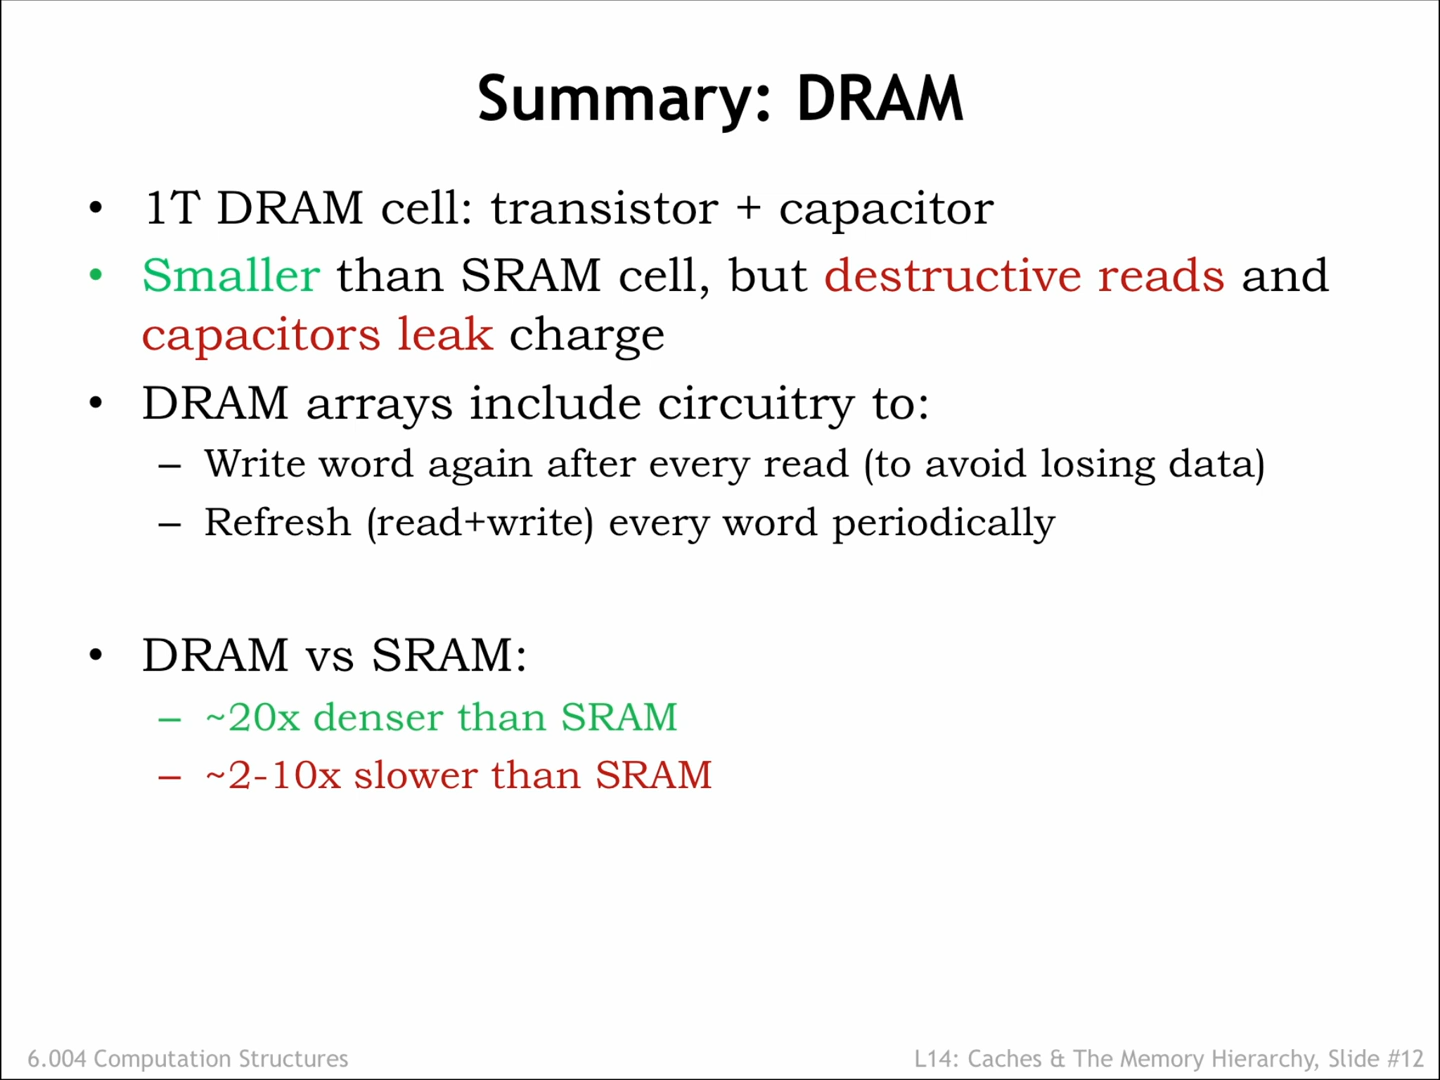 Summary: DRAM
• 1T DRAM cell: transistor + capacitor
• Smaller than SRAM cell, but destructive reads and
capacitors leak charge
• DRAM arrays include circuitry to:
– Write word again after every read (to avoid losing data)
– Refresh (read+write) every word periodically
• DRAM vs SRAM:
– ~20x denser than SRAM
– ~2-10x slower than SRAM
6.004 Computation Structures
L14: Caches & The Memory Hierarchy, Slide #12